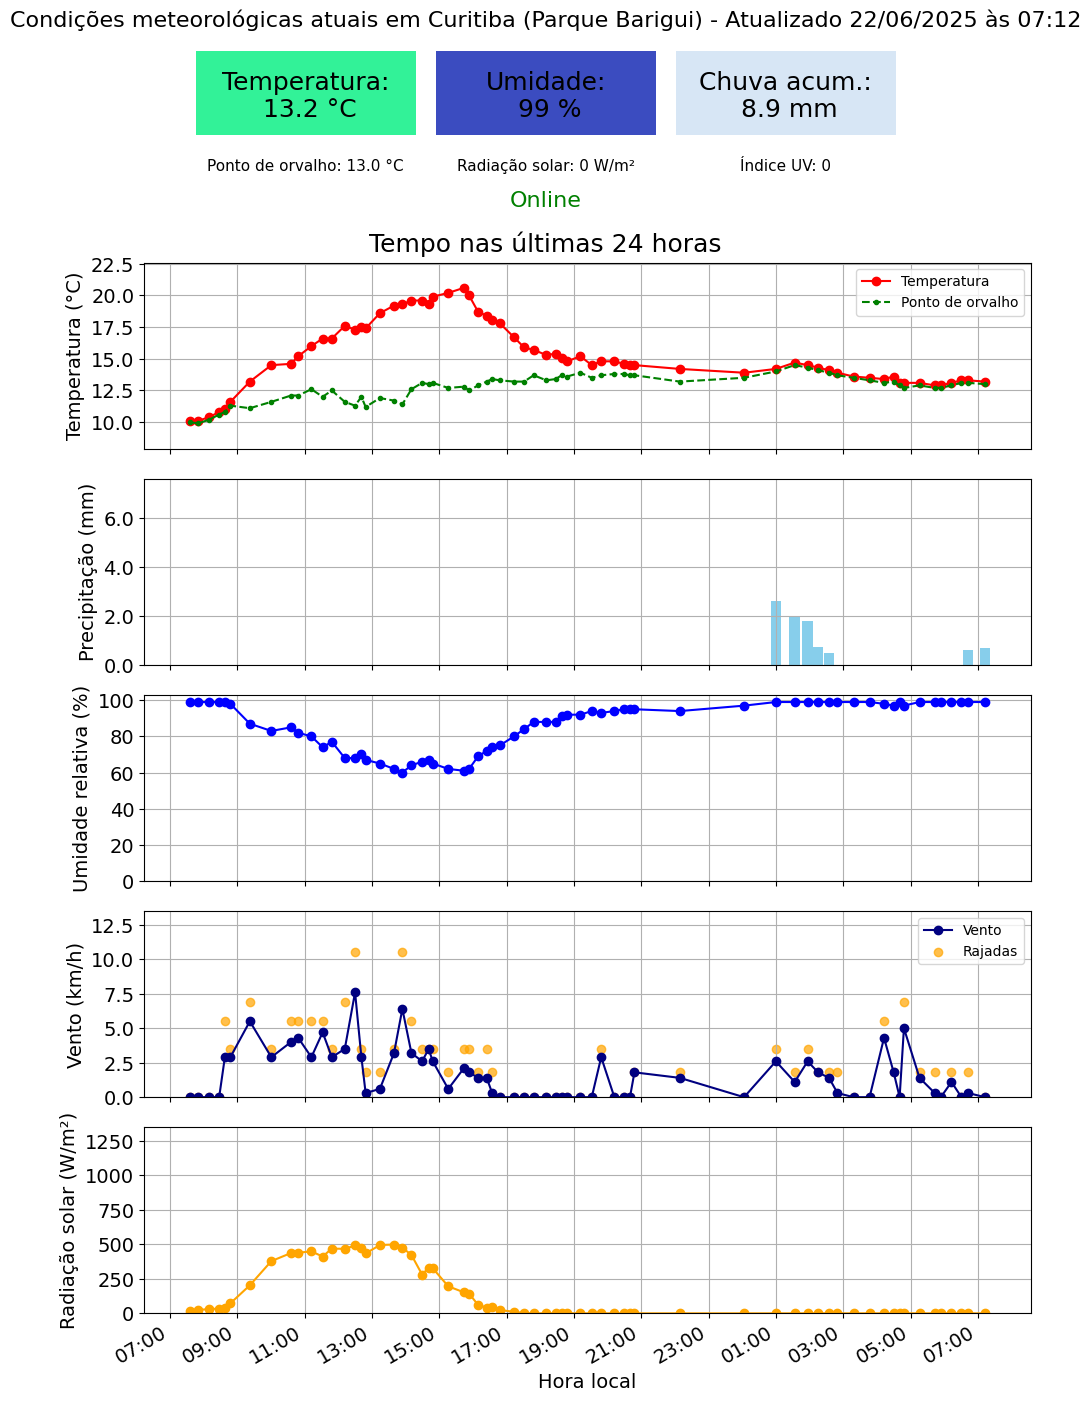 Condições meteorológicas atuais em Curitiba (Parque Barigui) - Atualizado 22/06/2025 às 07:12
Temperatura:
13.2 °C
Umidade:
99 %
Chuva acum.:
8.9 mm
Ponto de orvalho: 13.0 °C
Radiação solar: 0 W/m²
Índice UV: 0
Online
Tempo nas últimas 24 horas
Temperatura (°C)
22.5
20.0
17.5
15.0
12.5
10.0
Temperatura
Ponto de orvalho
Precipitação (mm)
6.0
4.0
2.0
0.0
Umidade relativa (%)
100
80
60
40
20
0
Vento (km/h)
12.5
10.0
7.5
5.0
2.5
0.0
Vento
Rajadas
Radiação solar (W/m²)
1250
1000
750
500
250
0
07:00
09:00
11:00
13:00
15:00
17:00
19:00
21:00
23:00
01:00
03:00
05:00
07:00
Hora local